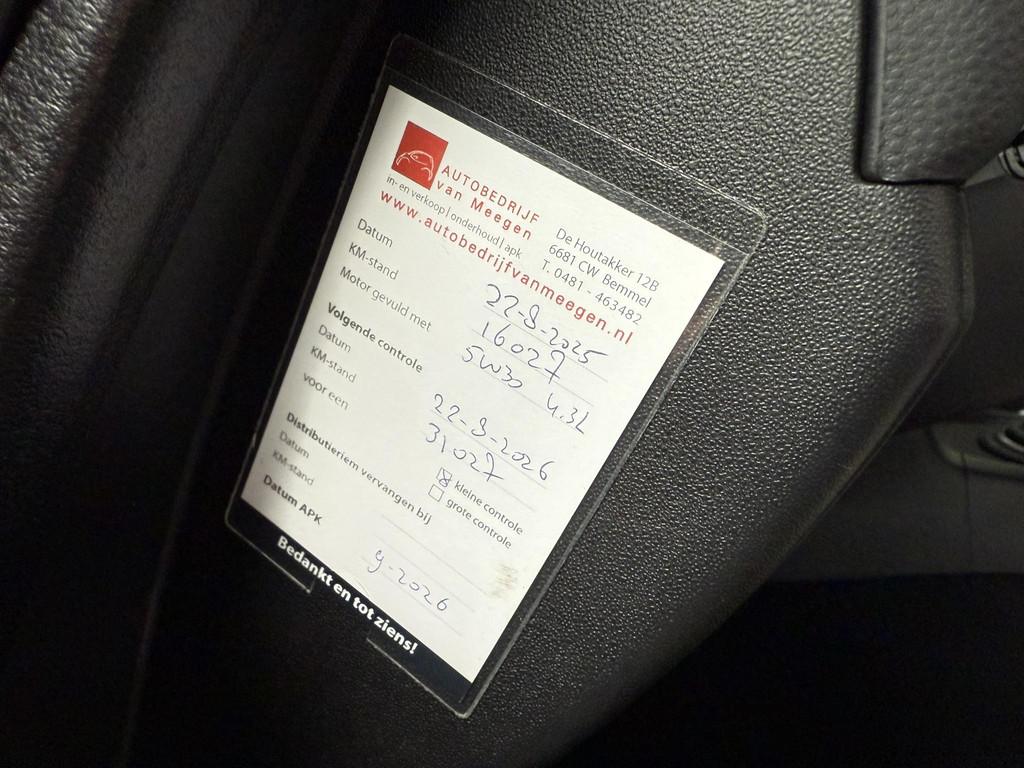 AUTOBEDRIJF
van Meegen
in- en verkoop | onderhoud | apk
www.autobedrijfvanmeegen.nl
De Houtakker 12B
6681 CW Bemmel
T. 0481 - 463482
Datum 22-8-2025
KM-stand 16027
Motor gevuld met 5W30 4.3L
Volgende controle
Datum 22-8-2026
KM-stand 31027
voor een kleine controle
grote controle
Distributieriem vervangen bij
Datum
KM-stand
Datum APK 9-2026
Bedankt en tot ziens!